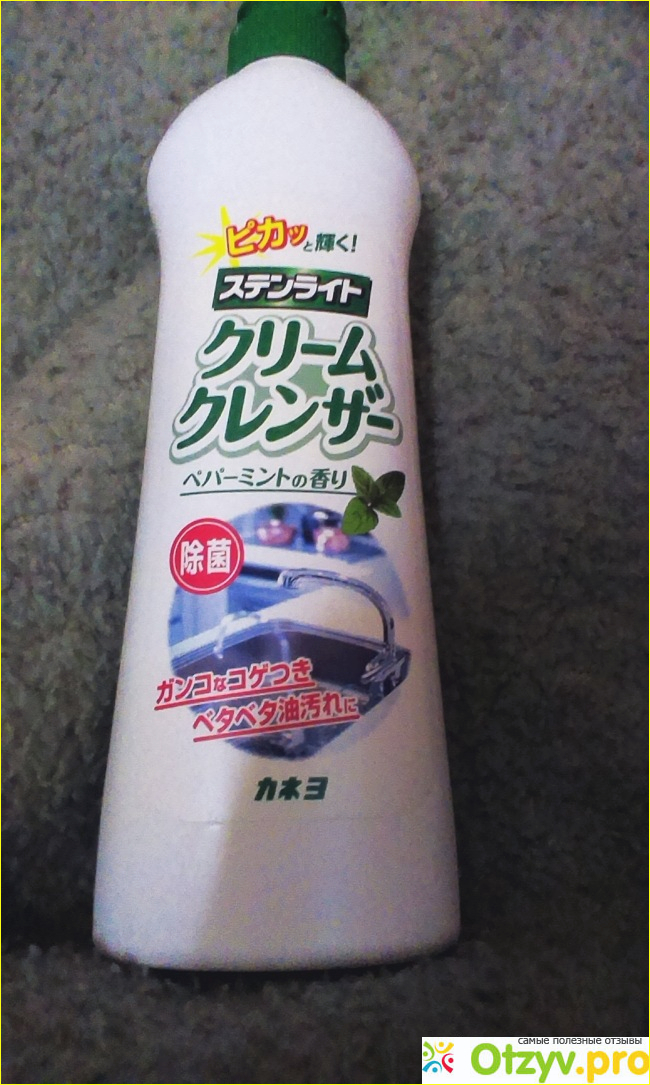 ピカッと輝く!
ステンライト
クリーム
クレンザー
ペパーミントの香り
除菌
ガンコなコゲつき
ベタベタ油汚れに
カネヨ
самые полезные отзывы
Otzyv.pro